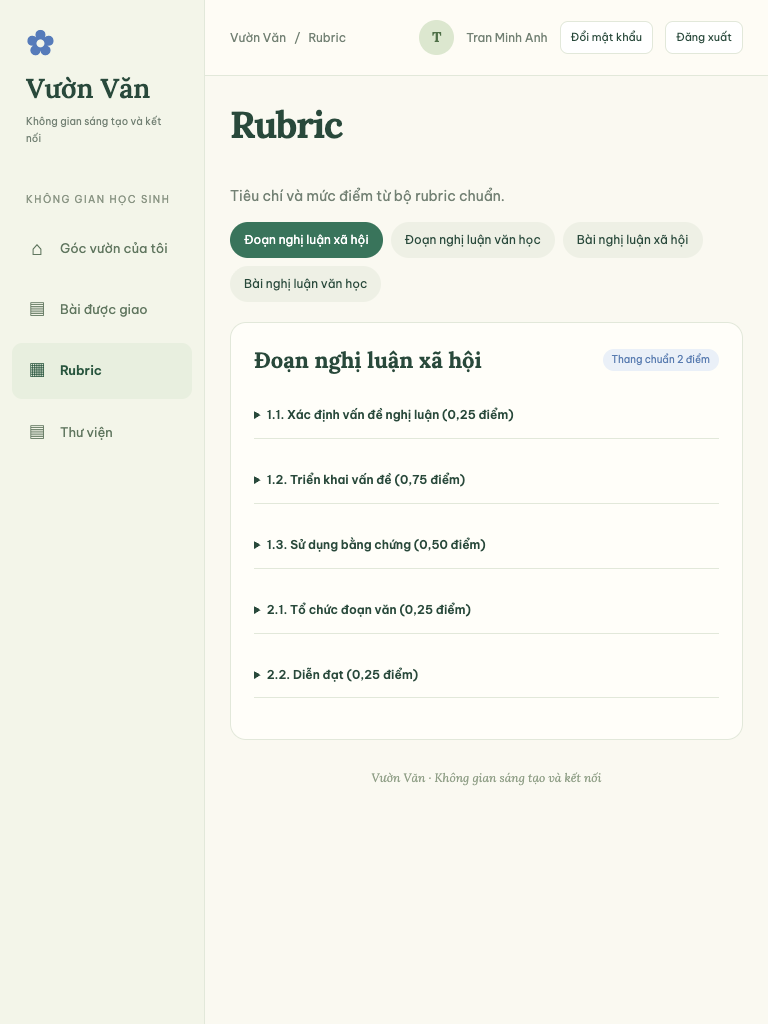 Vườn Văn
Không gian sáng tạo và kết
nối
KHÔNG GIAN HỌC SINH
Góc vườn của tôi
Bài được giao
Rubric
Thư viện
Vườn Văn / Rubric
T
Tran Minh Anh
Đổi mật khẩu
Đăng xuất
Rubric
Tiêu chí và mức điểm từ bộ rubric chuẩn.
Đoạn nghị luận xã hội
Đoạn nghị luận văn học
Bài nghị luận xã hội
Bài nghị luận văn học
Đoạn nghị luận xã hội
Thang chuẩn 2 điểm
1.1. Xác định vấn đề nghị luận (0,25 điểm)
1.2. Triển khai vấn đề (0,75 điểm)
1.3. Sử dụng bằng chứng (0,50 điểm)
2.1. Tổ chức đoạn văn (0,25 điểm)
2.2. Diễn đạt (0,25 điểm)
Vườn Văn · Không gian sáng tạo và kết nối